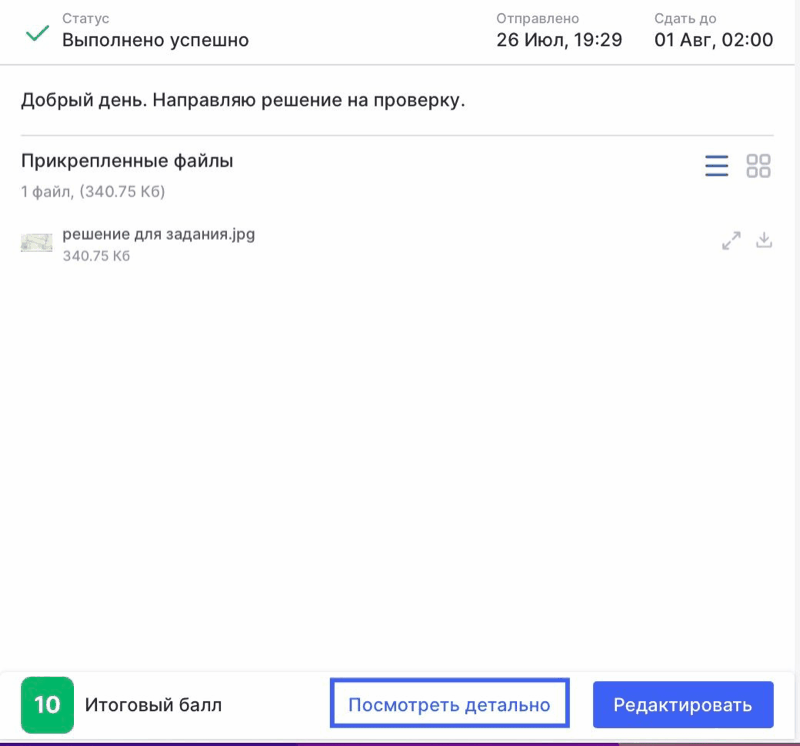 Статус
Выполнено успешно
Отправлено
26 Июл, 19:29
Сдать до
01 Авг, 02:00
Добрый день. Направляю решение на проверку.
Прикрепленные файлы
1 файл, (340.75 Кб)
решение для задания.jpg
340.75 Кб
10 Итоговый балл
Посмотреть детально
Редактировать